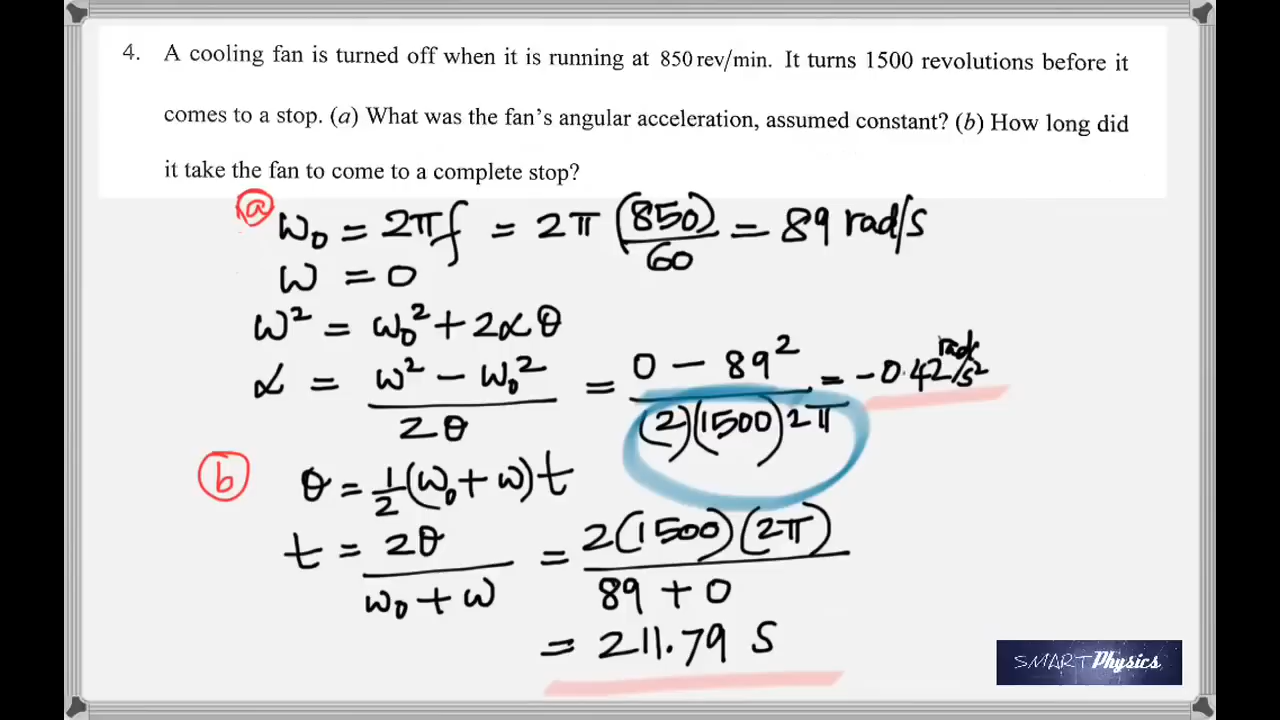 4. A cooling fan is turned off when it is running at 850 rev/min. It turns 1500 revolutions before it
comes to a stop. (a) What was the fan's angular acceleration, assumed constant? (b) How long did
it take the fan to come to a complete stop?
(a) ω₀ = 2πf = 2π (850)/60 = 89 rad/s
ω = 0
ω² = ω₀² + 2αθ
α = (ω² − ω₀²)/2θ = (0 − 89²)/((2)(1500)2π) = −0.42 rad/s²
(b) θ = ½(ω₀ + ω)t
t = 2θ/(ω₀ + ω) = 2(1500)(2π)/(89 + 0)
= 211.79 S
SMART Physics